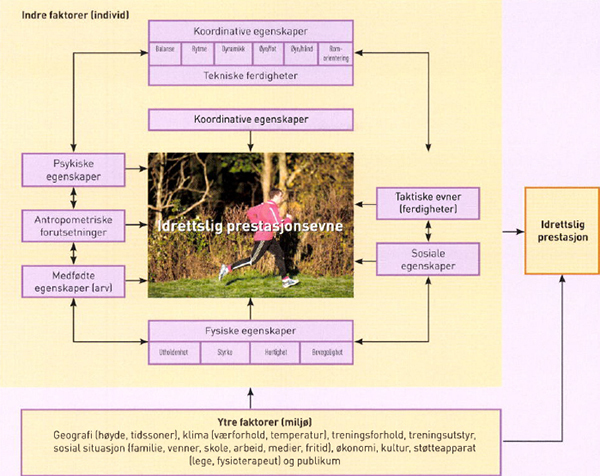 Indre faktorer (individ)
Koordinative egenskaper
Balanse Rytme Dynamikk Øye/fot Øye/hånd Rom-
orientering
Tekniske ferdigheter
Koordinative egenskaper
Psykiske
egenskaper
Antropometriske
forutsetninger
Medfødte
egenskaper (arv)
Idrettslig prestasjonsevne
Taktiske evner
(ferdigheter)
Sosiale
egenskaper
Idrettslig
prestasjon
Fysiske egenskaper
Utholdenhet Styrke Hurtighet Bevegelighet
Ytre faktorer (miljø)
Geografi (høyde, tidssoner), klima (værforhold, temperatur), treningsforhold, treningsutstyr,
sosial situasjon (familie, venner, skole, arbeid, medier, fritid), økonomi, kultur, støtteapparat
(lege, fysioterapeut) og publikum